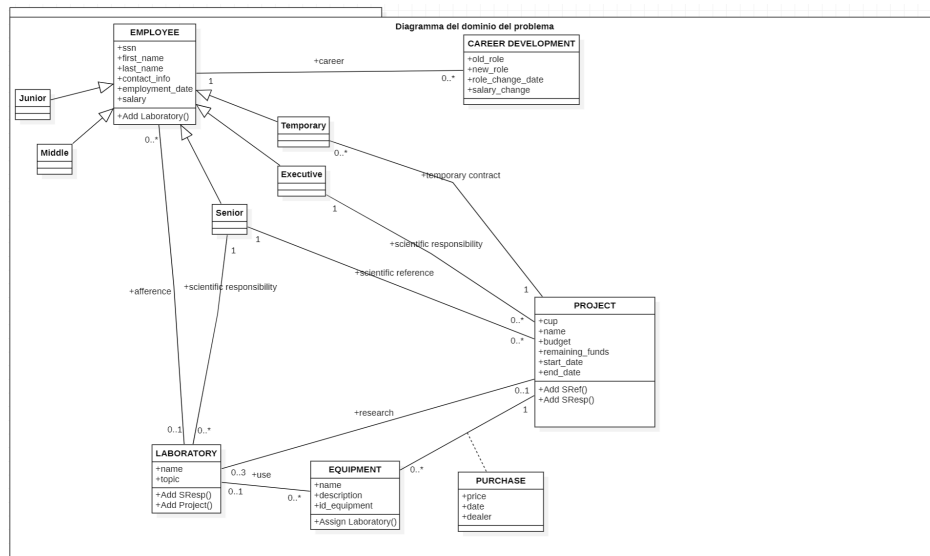 Diagramma del dominio del problema
EMPLOYEE
+ssn
+first_name
+last_name
+contact_info
+employment_date
+salary
+Add Laboratory()
+career
1
0..*
CAREER DEVELOPMENT
+old_role
+new_role
+role_change_date
+salary_change
Junior
Middle
0..*
Temporary
0..*
+temporary contract
1
Executive
1
+scientific responsibility
0..*
Senior
1
1
+scientific reference
0..*
+afference
+scientific responsibility
PROJECT
+cup
+name
+budget
+remaining_funds
+start_date
+end_date
+Add SRef()
+Add SResp()
0..1
1
+research
0..1
0..*
LABORATORY
+name
+topic
+Add SResp()
+Add Project()
0..3
+use
0..1
0..*
EQUIPMENT
+name
+description
+id_equipment
+Assign Laboratory()
0..*
PURCHASE
+price
+date
+dealer